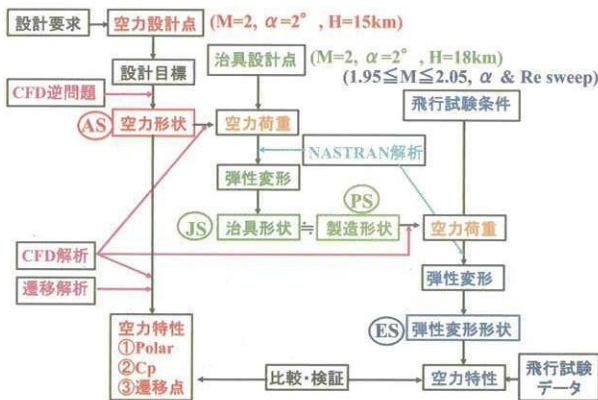 設計要求
空力設計点
(M=2, α=2°, H=15km)
設計目標
治具設計点
(M=2, α=2°, H=18km)
(1.95≦M≦2.05, α & Re sweep)
CFD逆問題
飛行試験条件
AS
空力形状
空力荷重
NASTRAN解析
弾性変形
PS
JS
治具形状
≒
製造形状
空力荷重
CFD解析
弾性変形
遷移解析
空力特性
①Polar
②Cp
③遷移点
ES
弾性変形形状
比較・検証
空力特性
飛行試験
データ